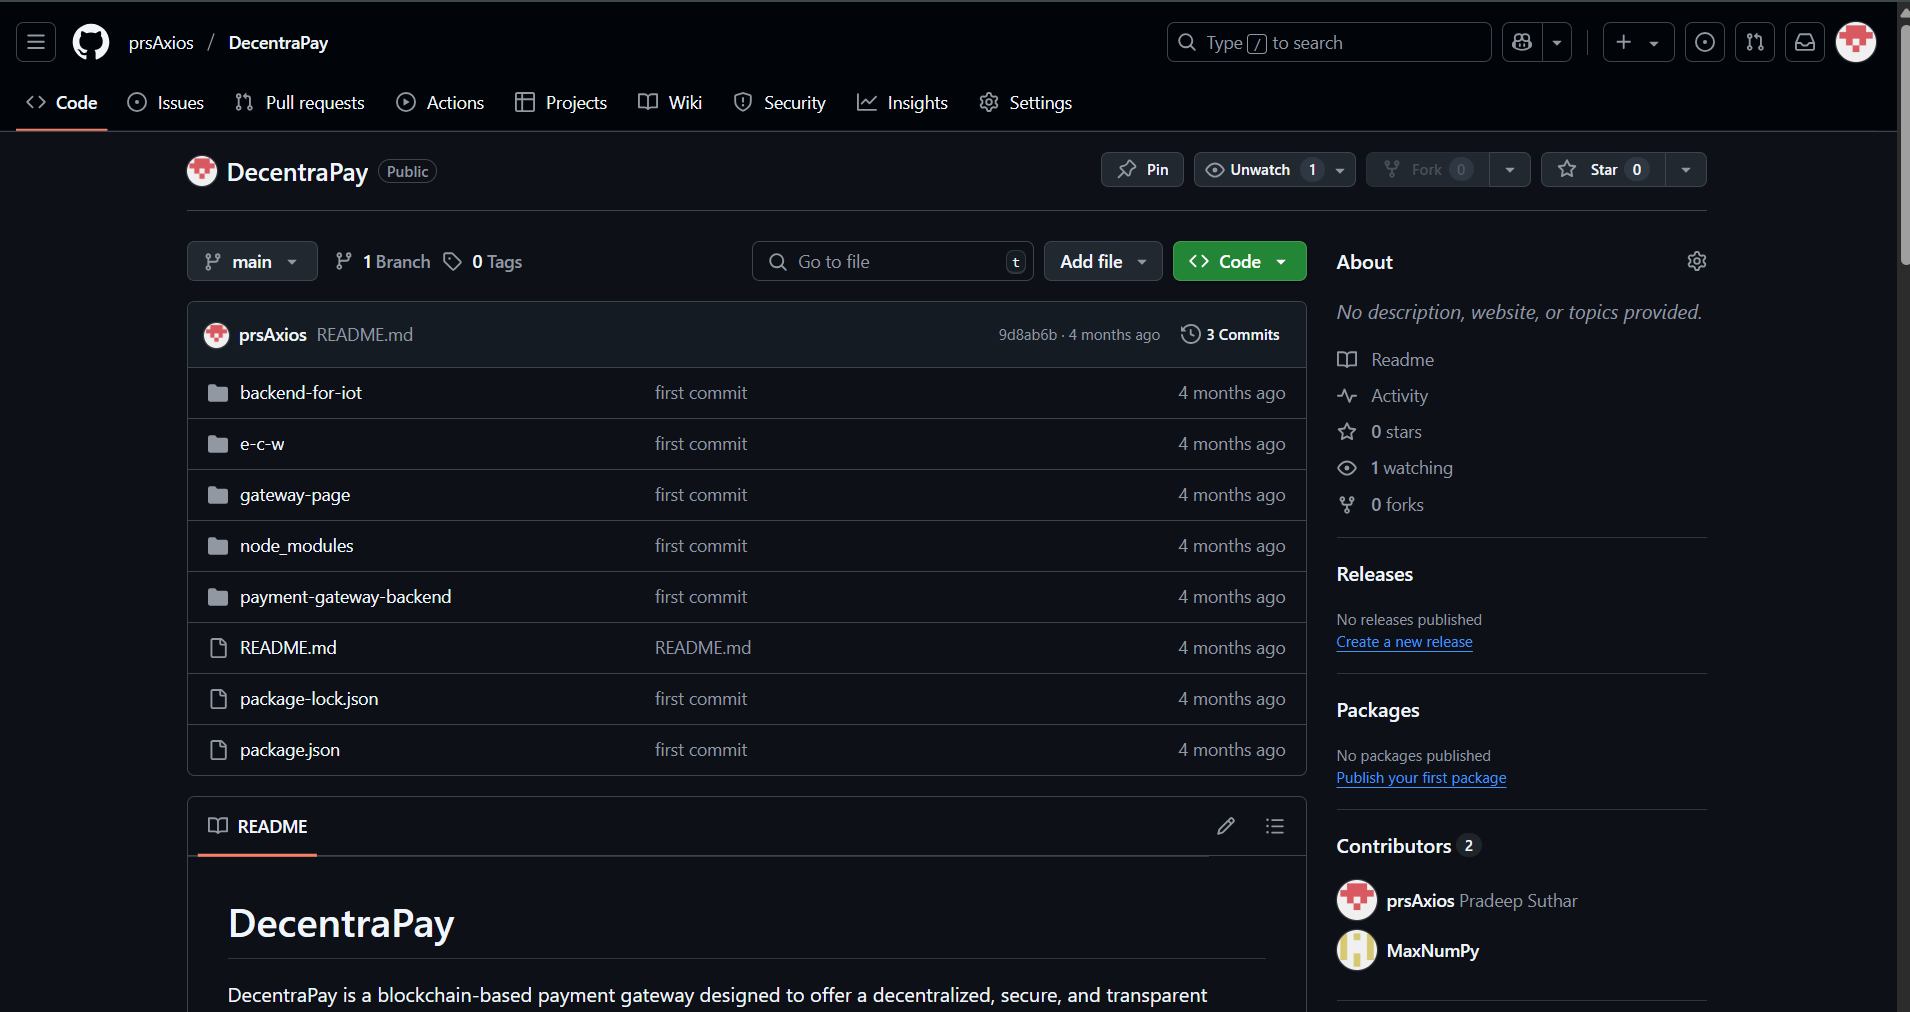 prsAxios / DecentraPay
Type / to search
Code Issues Pull requests Actions Projects Wiki Security Insights Settings
DecentraPay Public
Pin Unwatch 1 Fork 0 Star 0
main 1 Branch 0 Tags
Go to file t Add file Code
prsAxios README.md 9d8ab6b · 4 months ago 3 Commits
backend-for-iot first commit 4 months ago
e-c-w first commit 4 months ago
gateway-page first commit 4 months ago
node_modules first commit 4 months ago
payment-gateway-backend first commit 4 months ago
README.md README.md 4 months ago
package-lock.json first commit 4 months ago
package.json first commit 4 months ago
README
DecentraPay
DecentraPay is a blockchain-based payment gateway designed to offer a decentralized, secure, and transparent
About
No description, website, or topics provided.
Readme
Activity
0 stars
1 watching
0 forks
Releases
No releases published
Create a new release
Packages
No packages published
Publish your first package
Contributors 2
prsAxios Pradeep Suthar
MaxNumPy